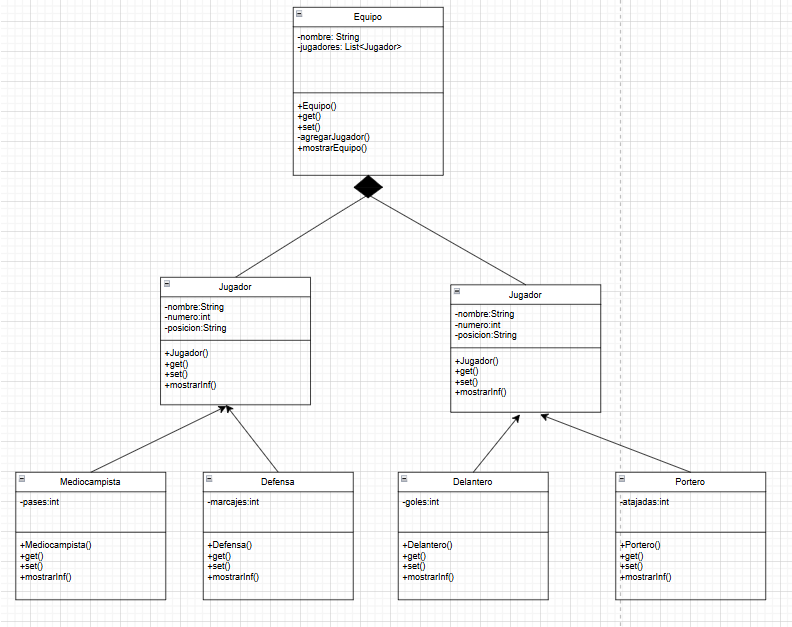 Equipo
-nombre: String
-jugadores: List<Jugador>
+Equipo()
+get()
+set()
-agregarJugador()
+mostrarEquipo()
Jugador
-nombre:String
-numero:int
-posicion:String
+Jugador()
+get()
+set()
+mostrarInf()
Jugador
-nombre:String
-numero:int
-posicion:String
+Jugador()
+get()
+set()
+mostrarInf()
Mediocampista
-pases:int
+Mediocampista()
+get()
+set()
+mostrarInf()
Defensa
-marcajes:int
+Defensa()
+get()
+set()
+mostrarInf()
Delantero
-goles:int
+Delantero()
+get()
+set()
+mostrarInf()
Portero
-atajadas:int
+Portero()
+get()
+set()
+mostrarInf()